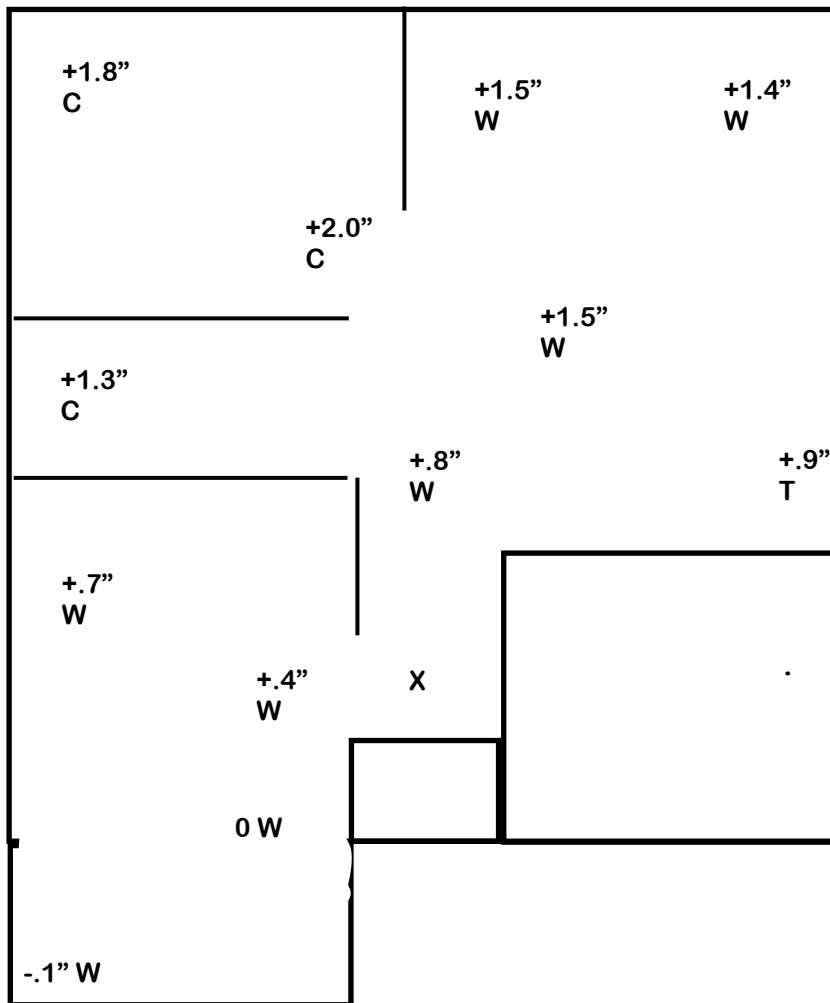 +1.8”
C
+1.5”
W
+1.4”
W
+2.0”
C
+1.5”
W
+1.3”
C
+.8”
W
+.9”
T
+.7”
W
+.4”
W
X
0 W
-.1” W